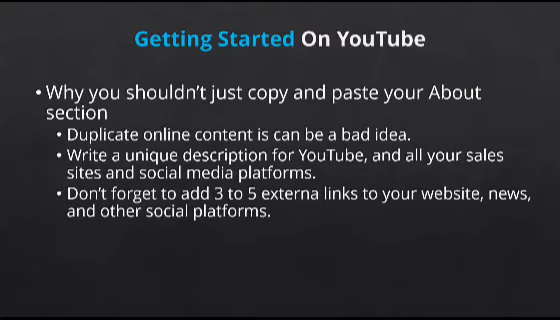 Getting Started On YouTube
• Why you shouldn't just copy and paste your About
section
• Duplicate online content is can be a bad idea.
• Write a unique description for YouTube, and all your sales
sites and social media platforms.
• Don't forget to add 3 to 5 externa links to your website, news,
and other social platforms.